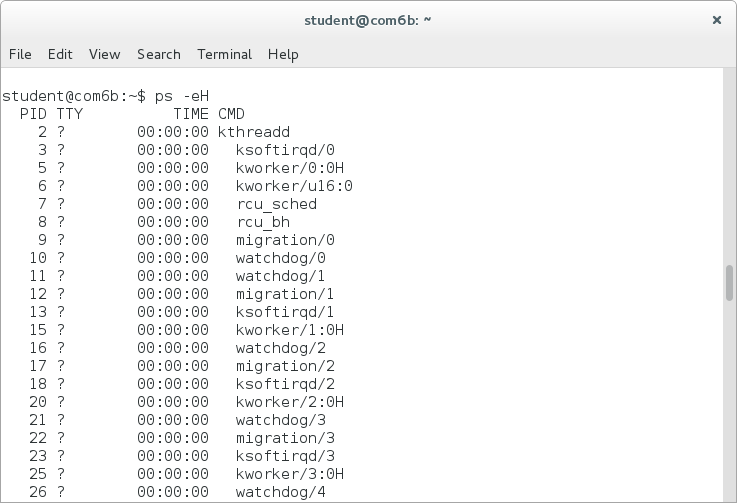 student@com6b: ~
File Edit View Search Terminal Help
student@com6b:~$ ps -eH
  PID TTY          TIME CMD
    2 ?        00:00:00 kthreadd
    3 ?        00:00:00   ksoftirqd/0
    5 ?        00:00:00   kworker/0:0H
    6 ?        00:00:00   kworker/u16:0
    7 ?        00:00:00   rcu_sched
    8 ?        00:00:00   rcu_bh
    9 ?        00:00:00   migration/0
   10 ?        00:00:00   watchdog/0
   11 ?        00:00:00   watchdog/1
   12 ?        00:00:00   migration/1
   13 ?        00:00:00   ksoftirqd/1
   15 ?        00:00:00   kworker/1:0H
   16 ?        00:00:00   watchdog/2
   17 ?        00:00:00   migration/2
   18 ?        00:00:00   ksoftirqd/2
   20 ?        00:00:00   kworker/2:0H
   21 ?        00:00:00   watchdog/3
   22 ?        00:00:00   migration/3
   23 ?        00:00:00   ksoftirqd/3
   25 ?        00:00:00   kworker/3:0H
   26 ?        00:00:00   watchdog/4